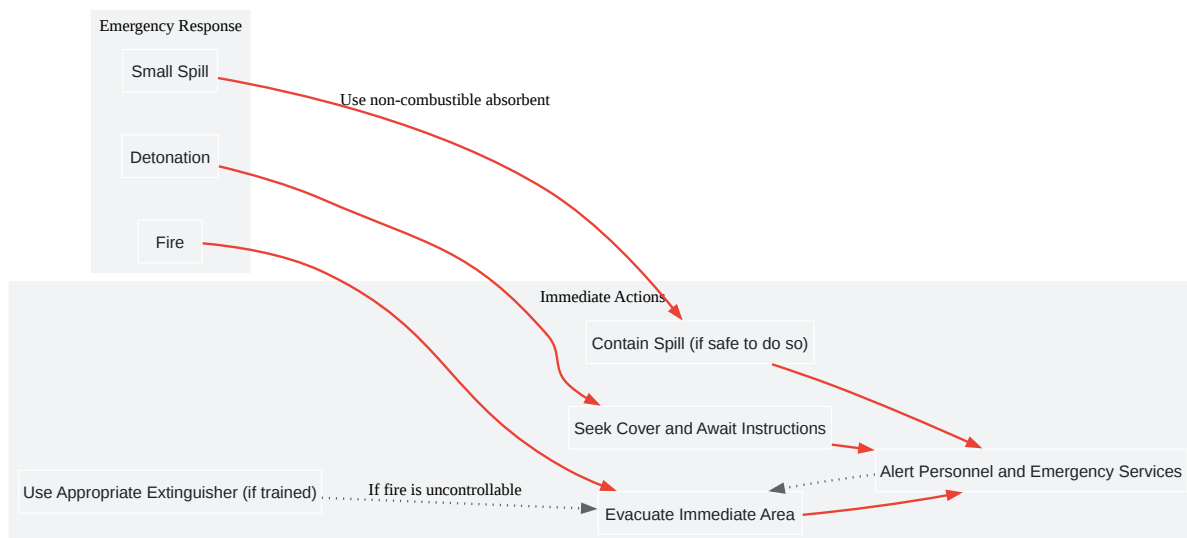 Emergency Response
Small Spill
Use non-combustible absorbent
Detonation
Fire
Immediate Actions
Contain Spill (if safe to do so)
Seek Cover and Await Instructions
Alert Personnel and Emergency Services
Use Appropriate Extinguisher (if trained)
If fire is uncontrollable
Evacuate Immediate Area